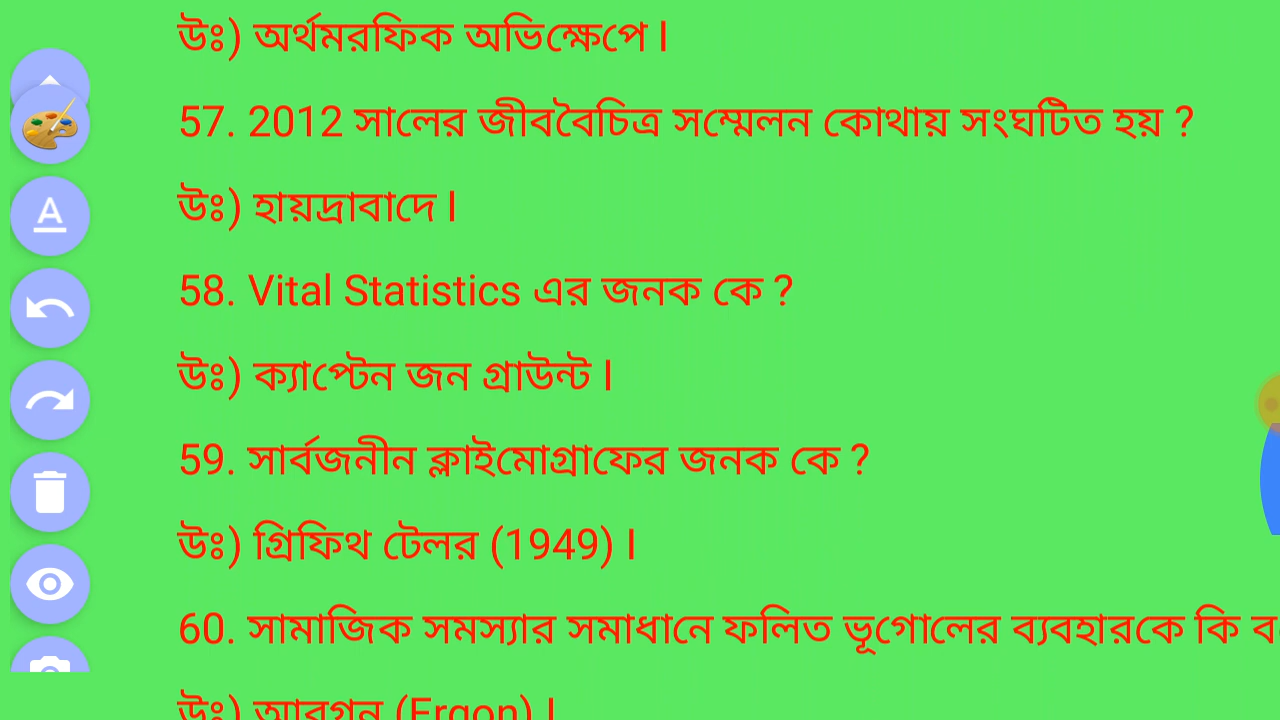 উঃ) অর্থমরফিক অভিক্ষেপে।
57. 2012 সালের জীববৈচিত্র সম্মেলন কোথায় সংঘটিত হয় ?
উঃ) হায়দ্রাবাদে।
58. Vital Statistics এর জনক কে ?
উঃ) ক্যাপ্টেন জন গ্রাউন্ট।
59. সার্বজনীন ক্লাইমোগ্রাফের জনক কে ?
উঃ) গ্রিফিথ টেলর (1949)।
60. সামাজিক সমস্যার সমাধানে ফলিত ভূগোলের ব্যবহারকে কি
উঃ) আরগন (Ergon)।